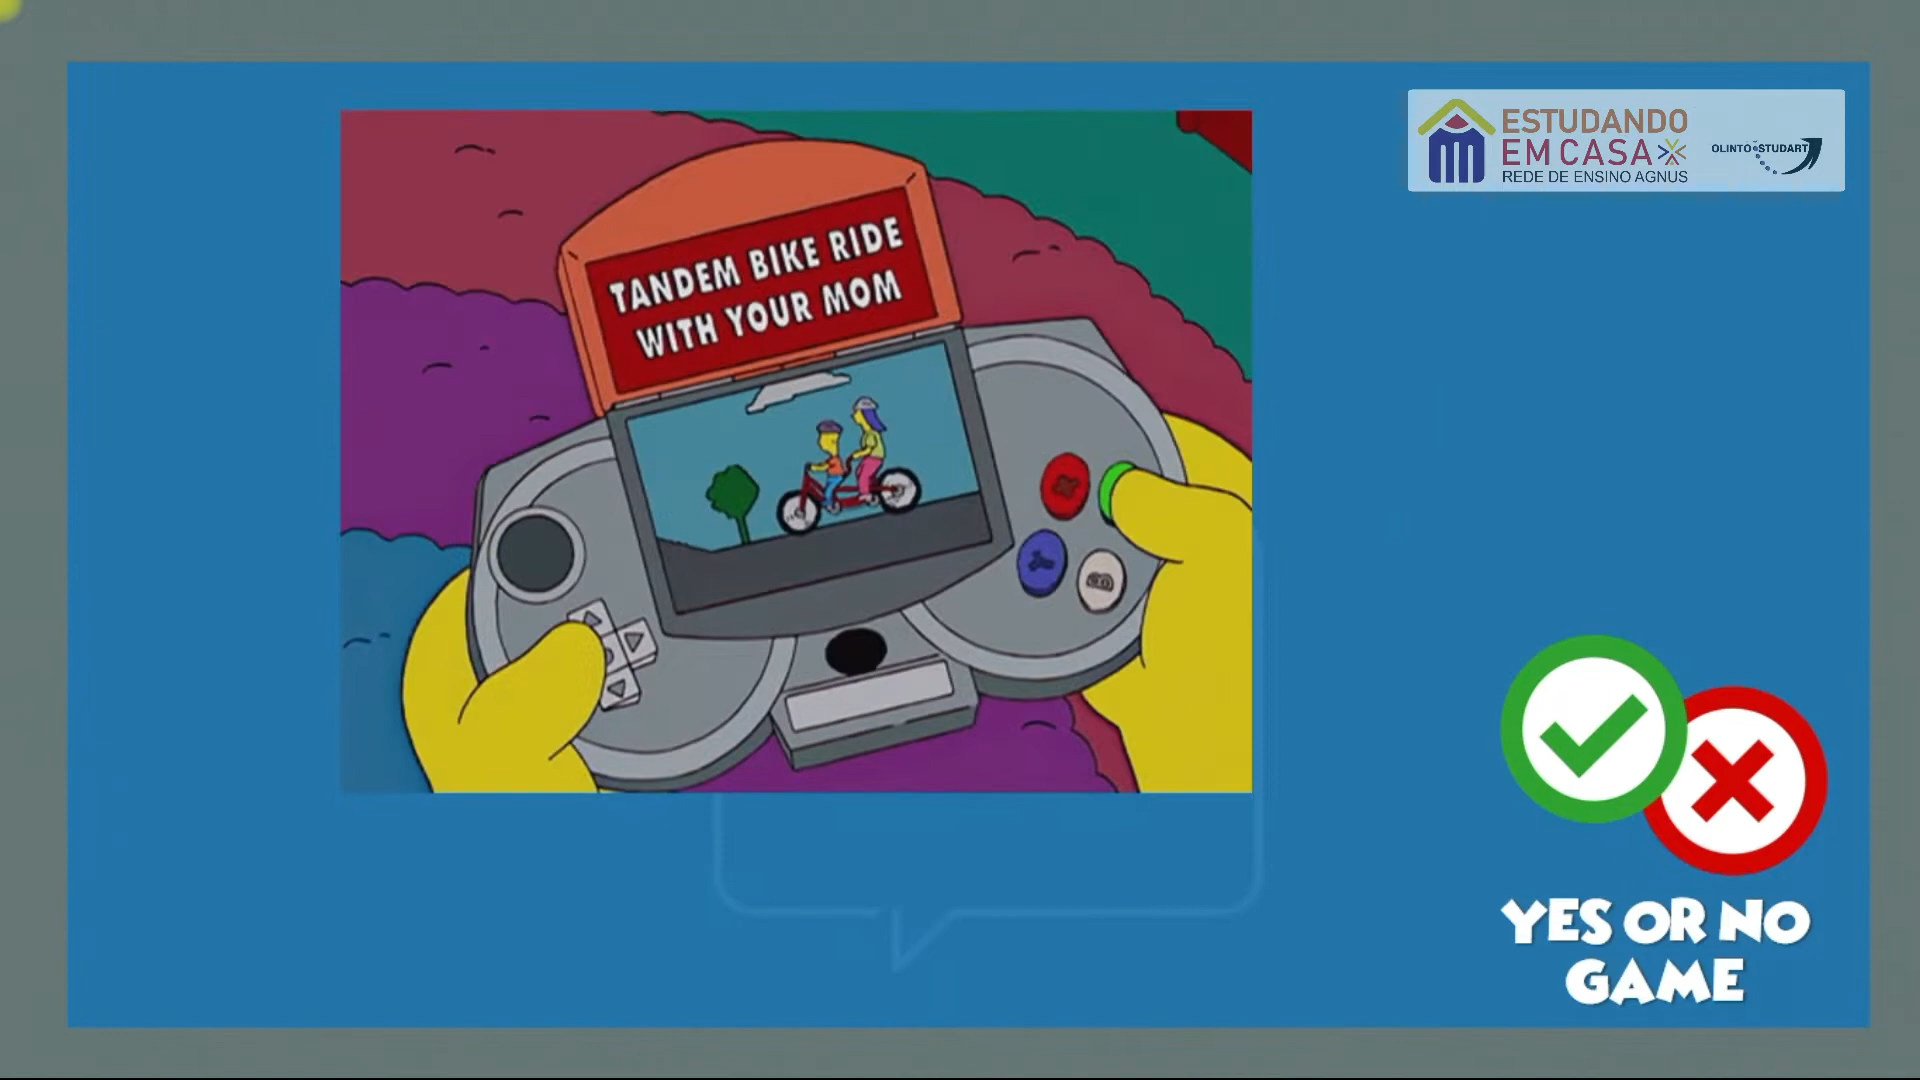 TANDEM BIKE RIDE
WITH YOUR MOM
ESTUDANDO
EM CASA
REDE DE ENSINO AGNUS
OLINTO STUDART
YES OR NO
GAME